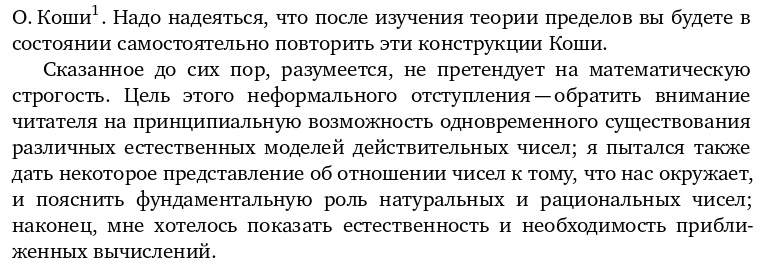 О. Коши¹. Надо надеяться, что после изучения теории пределов вы будете в
состоянии самостоятельно повторить эти конструкции Коши.
Сказанное до сих пор, разумеется, не претендует на математическую
строгость. Цель этого неформального отступления — обратить внимание
читателя на принципиальную возможность одновременного существования
различных естественных моделей действительных чисел; я пытался также
дать некоторое представление об отношении чисел к тому, что нас окружает,
и пояснить фундаментальную роль натуральных и рациональных чисел;
наконец, мне хотелось показать естественность и необходимость прибли-
женных вычислений.